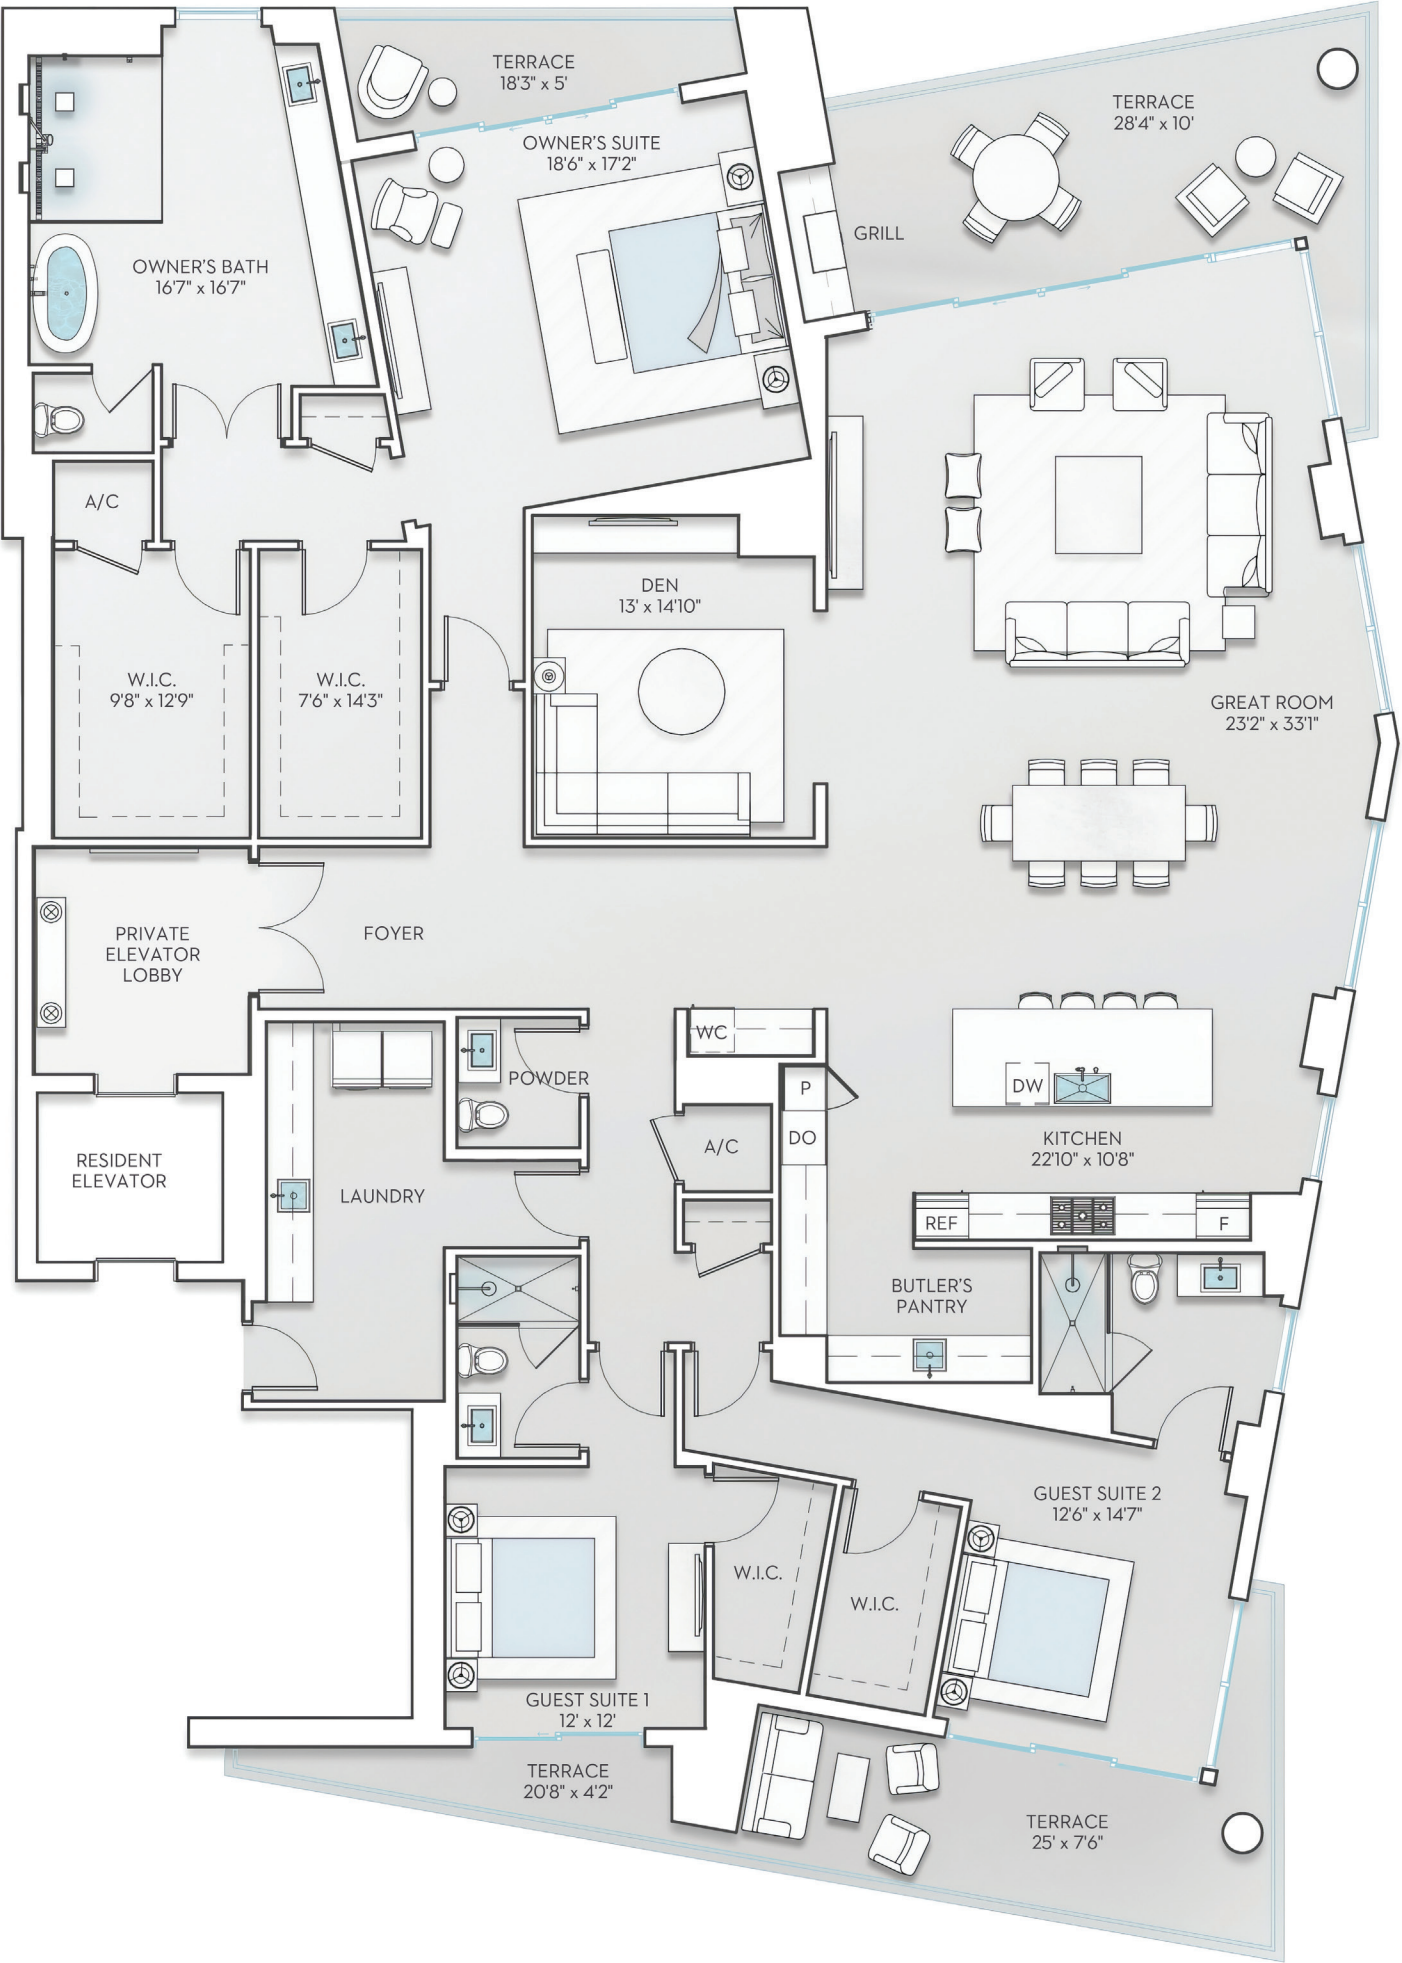 TERRACE
18'3" x 5'
TERRACE
28'4" x 10'
OWNER'S SUITE
18'6" x 17'2"
GRILL
OWNER'S BATH
16'7" x 16'7"
A/C
DEN
13' x 14'10"
W.I.C.
9'8" x 12'9"
W.I.C.
7'6" x 14'3"
GREAT ROOM
23'2" x 33'1"
PRIVATE
ELEVATOR
LOBBY
FOYER
WC
POWDER
P
DW
DO
A/C
KITCHEN
22'10" x 10'8"
RESIDENT
ELEVATOR
LAUNDRY
REF
F
BUTLER'S
PANTRY
GUEST SUITE 2
12'6" x 14'7"
W.I.C.
W.I.C.
GUEST SUITE 1
12' x 12'
TERRACE
20'8" x 4'2"
TERRACE
25' x 7'6"